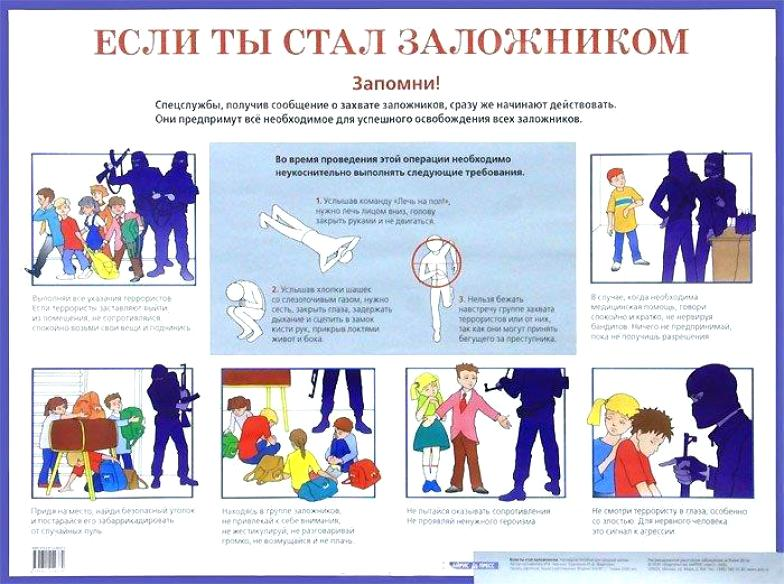 ЕСЛИ ТЫ СТАЛ ЗАЛОЖНИКОМ
Запомни!
Спецслужбы, получив сообщение о захвате заложников, сразу же начинают действовать.
Они предпримут всё необходимое для успешного освобождения всех заложников.
Во время проведения этой операции необходимо
неукоснительно выполнять следующие требования.
1. Услышав команду «Лечь на пол!»,
нужно лечь лицом вниз, голову
закрыть руками и не двигаться.
2. Услышав хлопки шашек
со слезоточивым газом, нужно
сесть, закрыть глаза, задержать
дыхание и сцепить в замок
кисти рук, прикрыв локтями
живот и бока.
3. Нельзя бежать
навстречу группе захвата
террористов или от них,
так как они могут принять
бегущего за преступника.
Выполняй все указания террористов.
Если террористы заставляют выйти
из помещения, не сопротивляйся,
спокойно возьми свои вещи и подчинись.
В случае, когда необходима
медицинская помощь, говори
спокойно и кратко, не нервируя
бандитов. Ничего не предпринимай,
пока не получишь разрешения.
Придя на место, найди безопасный уголок
и постарайся его забаррикадировать
от случайных пуль.
Находясь в группе заложников,
не привлекай к себе внимания,
не жестикулируй, не разговаривай
громко, не возмущайся и не плачь.
Не пытайся оказывать сопротивления.
Не проявляй ненужного героизма.
Не смотри террористу в глаза, особенно
со злостью. Для нервного человека
это сигнал к агрессии.
АЙРИС ПРЕСС